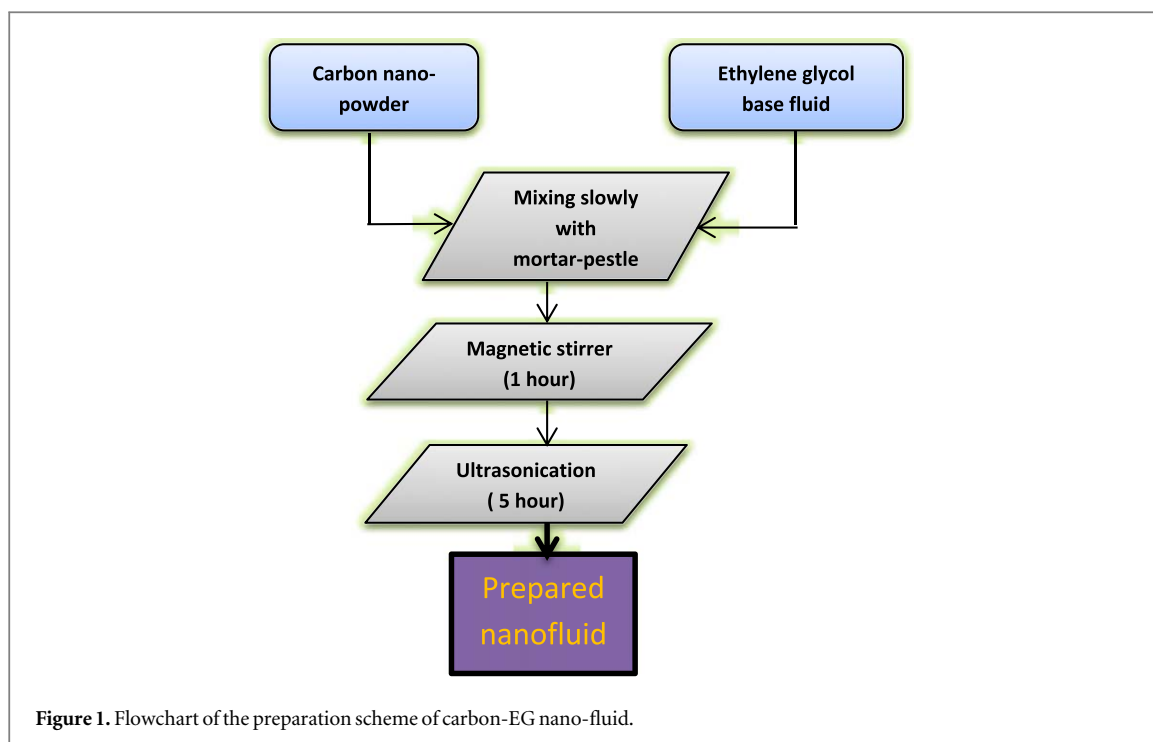 Carbon nano-
powder
Ethylene glycol
base fluid
Mixing slowly
with
mortar-pestle
Magnetic stirrer
(1 hour)
Ultrasonication
( 5 hour)
Prepared
nanofluid
Figure 1. Flowchart of the preparation scheme of carbon-EG nano-fluid.